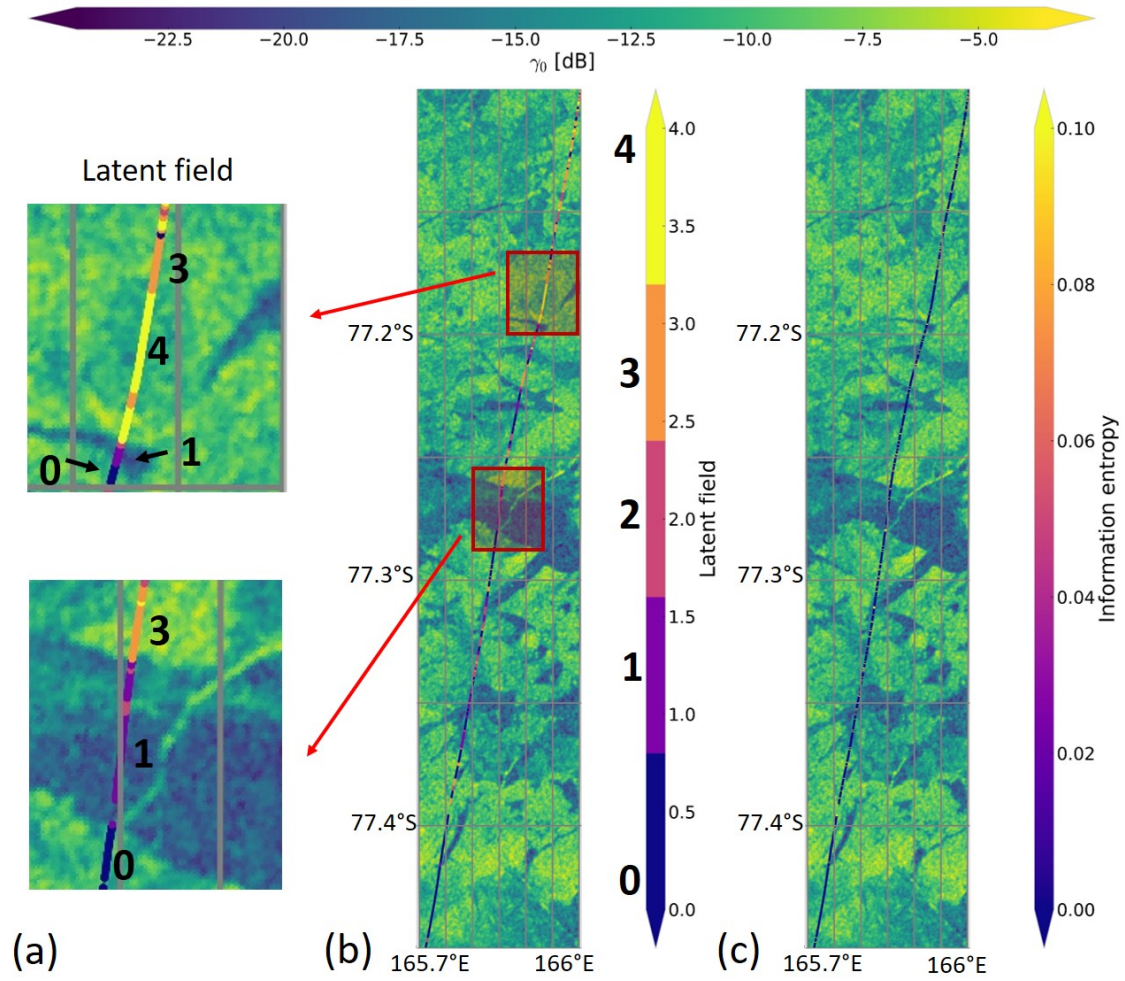 −22.5 −20.0 −17.5 −15.0 −12.5 −10.0 −7.5 −5.0
γ₀ [dB]
Latent field
3
4
0
1
3
1
0
(a)
77.2°S
77.3°S
77.4°S
165.7°E 166°E
(b)
4
3
2
1
0
4.0
3.5
3.0
2.5
2.0
1.5
1.0
0.5
0.0
Latent field
77.2°S
77.3°S
77.4°S
165.7°E 166°E
(c)
0.10
0.08
0.06
0.04
0.02
0.00
Information entropy